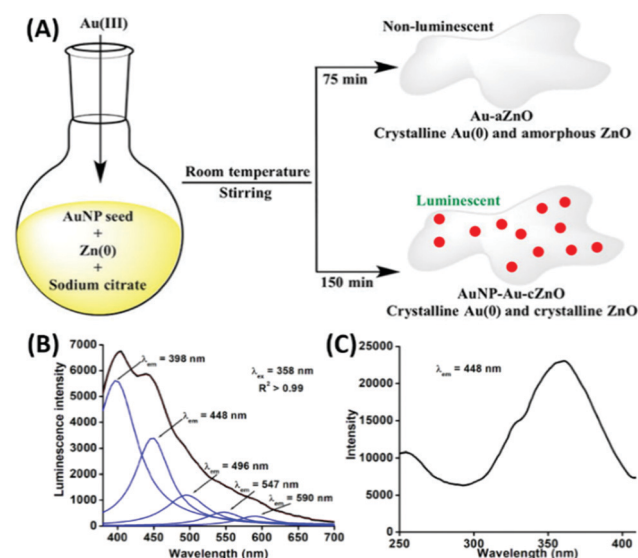 (A)
Au(III)
AuNP seed
+
Zn(0)
+
Sodium citrate
Room temperature
Stirring
75 min
Non-luminescent
Au-aZnO
Crystalline Au(0) and amorphous ZnO
Luminescent
150 min
AuNP-Au-cZnO
Crystalline Au(0) and crystalline ZnO
(B)
7000
6000
5000
4000
3000
2000
1000
0
Luminescence intensity
λem = 398 nm
λex = 358 nm
R² > 0.99
λem = 448 nm
λem = 496 nm
λem = 547 nm
λem = 590 nm
400 450 500 550 600 650 700
Wavelength (nm)
(C)
25000
20000
15000
10000
5000
0
Intensity
λem = 448 nm
250 300 350 400
Wavelength (nm)